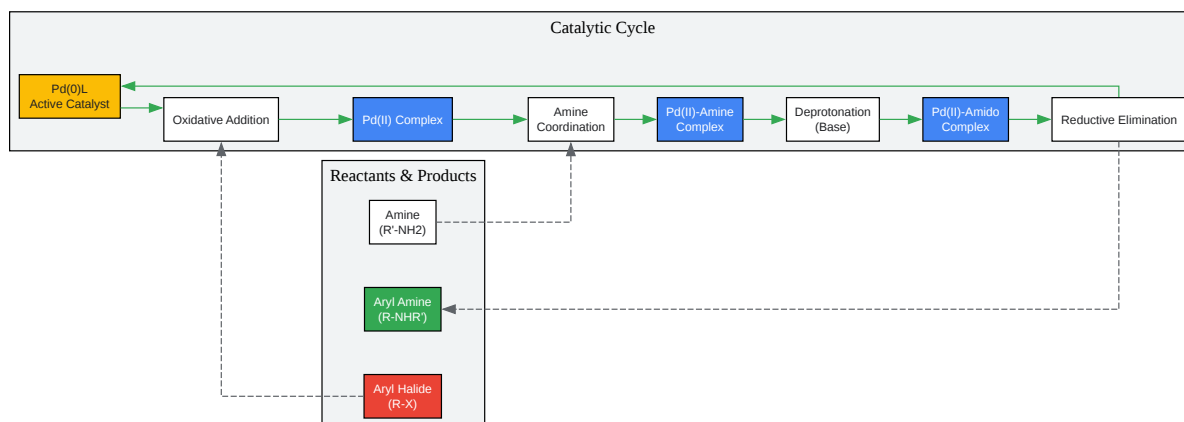 Catalytic Cycle
Pd(0)L
Active Catalyst
Oxidative Addition
Pd(II) Complex
Amine
Coordination
Pd(II)-Amine
Complex
Deprotonation
(Base)
Pd(II)-Amido
Complex
Reductive Elimination
Reactants & Products
Amine
(R'-NH2)
Aryl Amine
(R-NHR')
Aryl Halide
(R-X)